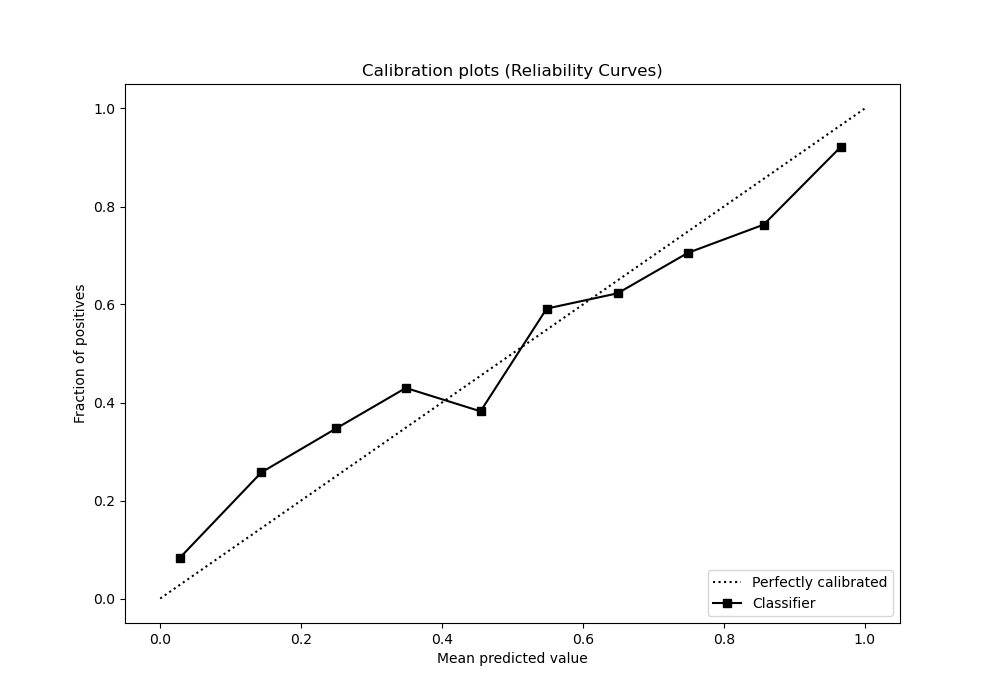 Calibration plots (Reliability Curves)
1.0
0.8
0.6
0.4
0.2
0.0
Fraction of positives
0.0 0.2 0.4 0.6 0.8 1.0
Mean predicted value
Perfectly calibrated
Classifier